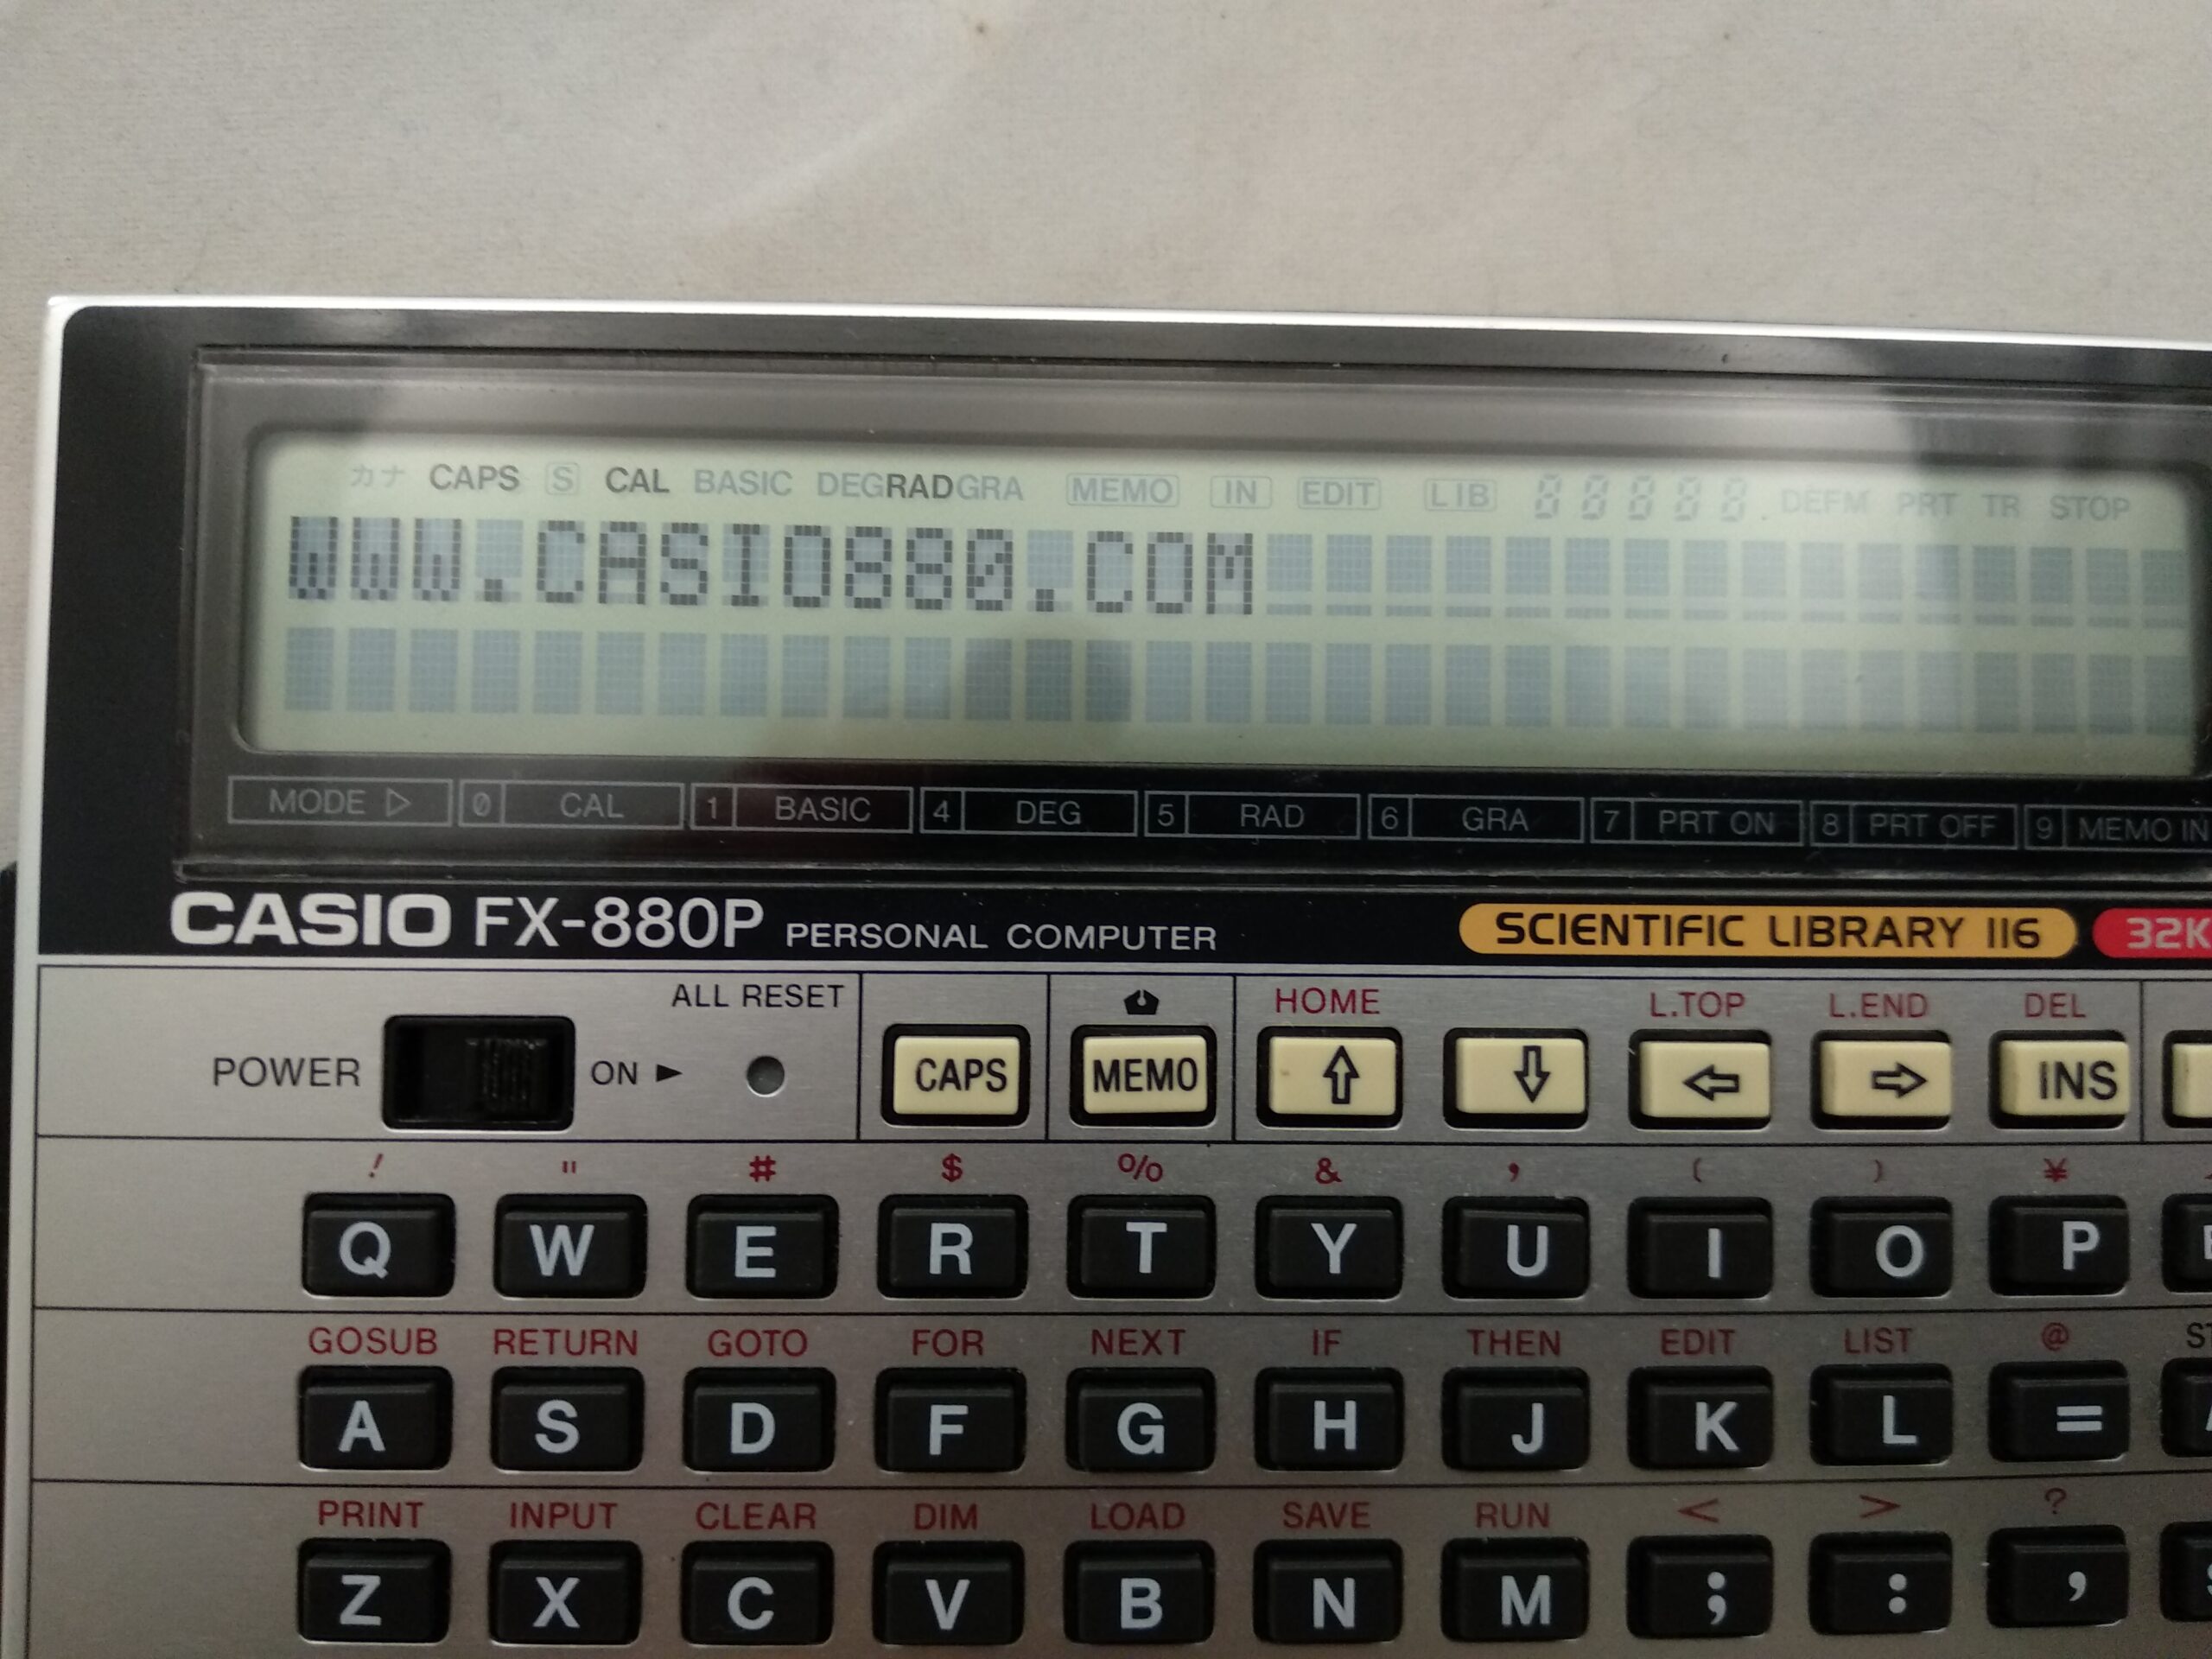 カナ CAPS S CAL BASIC DEG RAD GRA MEMO IN EDIT LIB 88888. DEFM PRT TR STOP
WWW.CASIO880.COM
MODE ▷ 0 CAL 1 BASIC 4 DEG 5 RAD 6 GRA 7 PRT ON 8 PRT OFF 9 MEMO IN
CASIO FX-880P PERSONAL COMPUTER SCIENTIFIC LIBRARY 116 32K
ALL RESET HOME L.TOP L.END DEL
POWER ON ► CAPS MEMO ⇧ ⇩ ⇦ ⇨ INS
! " # $ % & ' ( ) ¥
Q W E R T Y U I O P
GOSUB RETURN GOTO FOR NEXT IF THEN EDIT LIST @
A S D F G H J K L =
PRINT INPUT CLEAR DIM LOAD SAVE RUN < > ?
Z X C V B N M ; : ,